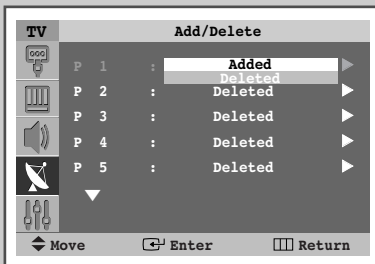 TV Add/Delete
P 1 : Added
Deleted
P 2 : Deleted
P 3 : Deleted
P 4 : Deleted
P 5 : Deleted
Move Enter Return